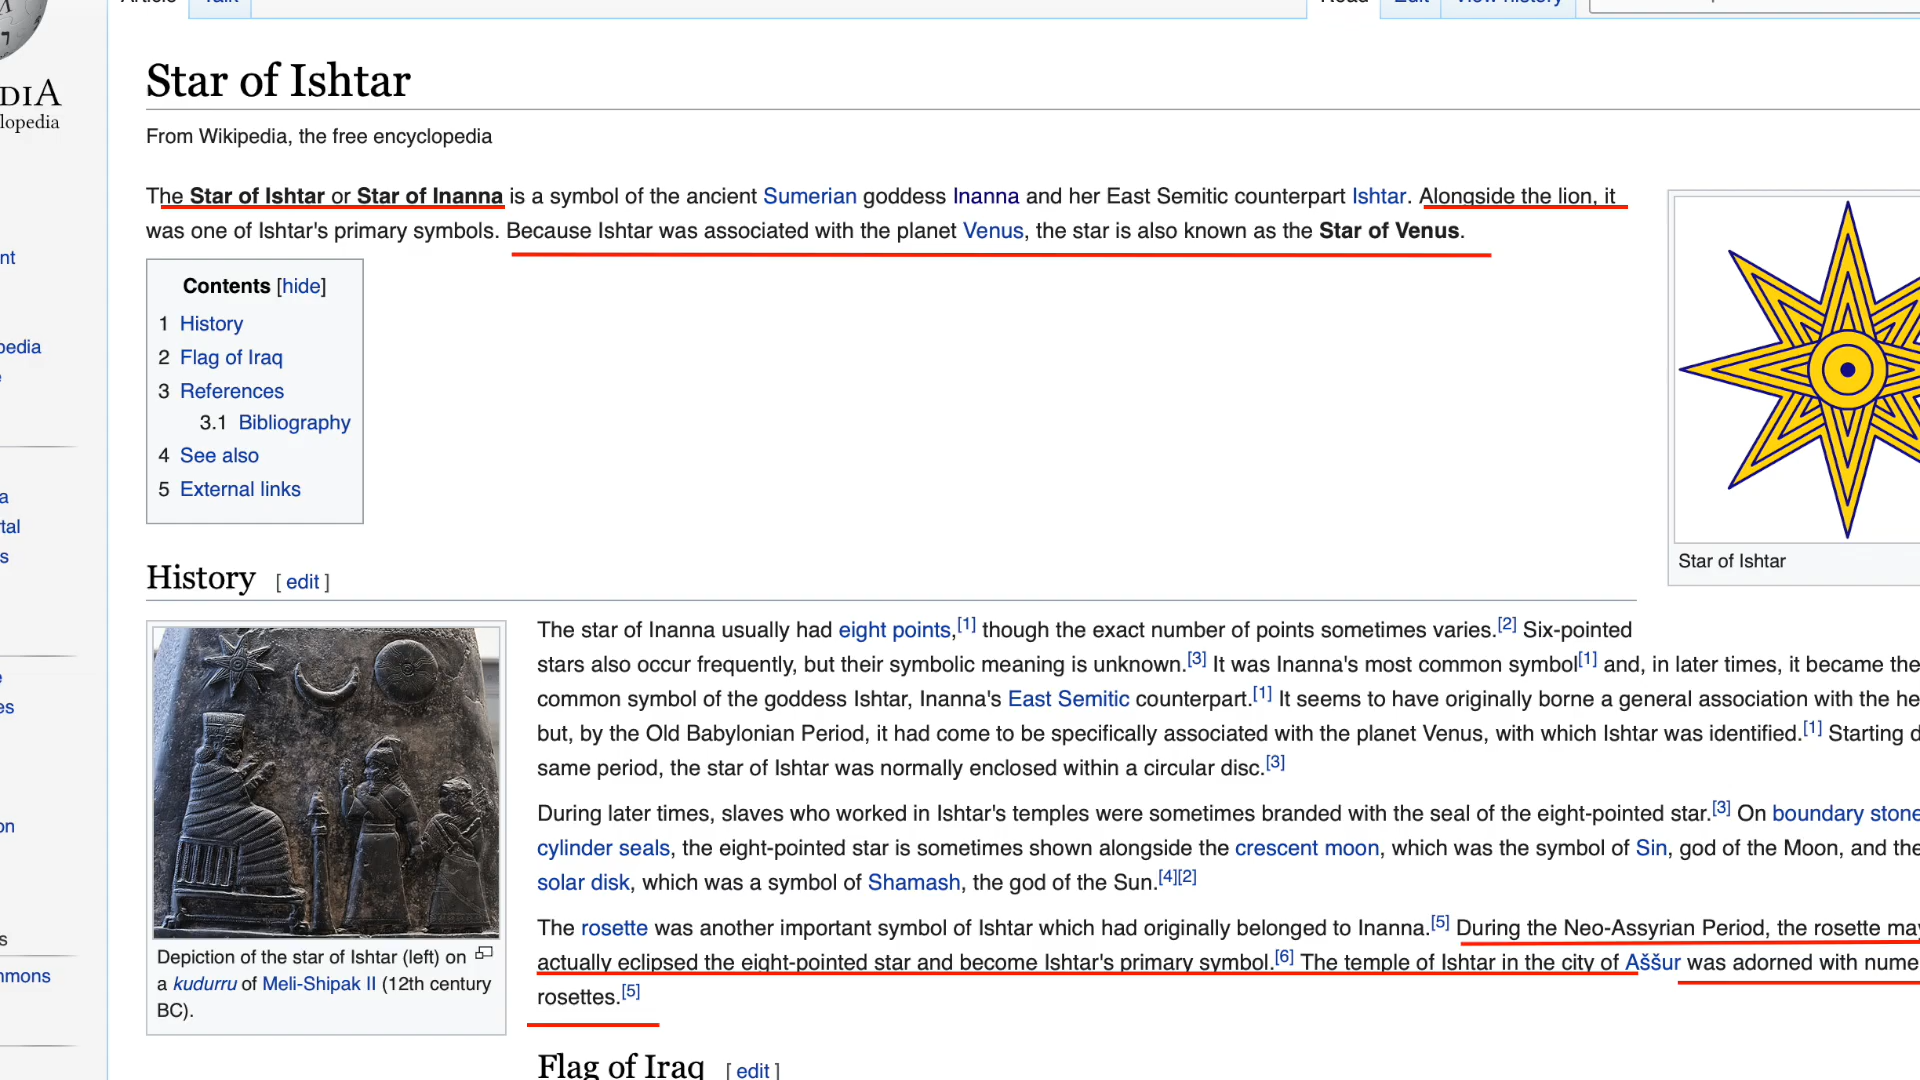 Article Talk Read Edit View history
DIA
lopedia
Star of Ishtar
From Wikipedia, the free encyclopedia
The Star of Ishtar or Star of Inanna is a symbol of the ancient Sumerian goddess Inanna and her East Semitic counterpart Ishtar. Alongside the lion, it
was one of Ishtar's primary symbols. Because Ishtar was associated with the planet Venus, the star is also known as the Star of Venus.
Contents [hide]
1 History
2 Flag of Iraq
3 References
3.1 Bibliography
4 See also
5 External links
Star of Ishtar
History [ edit ]
Depiction of the star of Ishtar (left) on
a kudurru of Meli-Shipak II (12th century
BC).
The star of Inanna usually had eight points,[1] though the exact number of points sometimes varies.[2] Six-pointed
stars also occur frequently, but their symbolic meaning is unknown.[3] It was Inanna's most common symbol[1] and, in later times, it became the
common symbol of the goddess Ishtar, Inanna's East Semitic counterpart.[1] It seems to have originally borne a general association with the he
but, by the Old Babylonian Period, it had come to be specifically associated with the planet Venus, with which Ishtar was identified.[1] Starting d
same period, the star of Ishtar was normally enclosed within a circular disc.[3]
During later times, slaves who worked in Ishtar's temples were sometimes branded with the seal of the eight-pointed star.[3] On boundary stone
cylinder seals, the eight-pointed star is sometimes shown alongside the crescent moon, which was the symbol of Sin, god of the Moon, and the
solar disk, which was a symbol of Shamash, the god of the Sun.[4][2]
The rosette was another important symbol of Ishtar which had originally belonged to Inanna.[5] During the Neo-Assyrian Period, the rosette may
actually eclipsed the eight-pointed star and become Ishtar's primary symbol.[6] The temple of Ishtar in the city of Aššur was adorned with nume
rosettes.[5]
Flag of Iraq [ edit ]
nt
pedia
a
tal
s
e
es
on
s
mmons